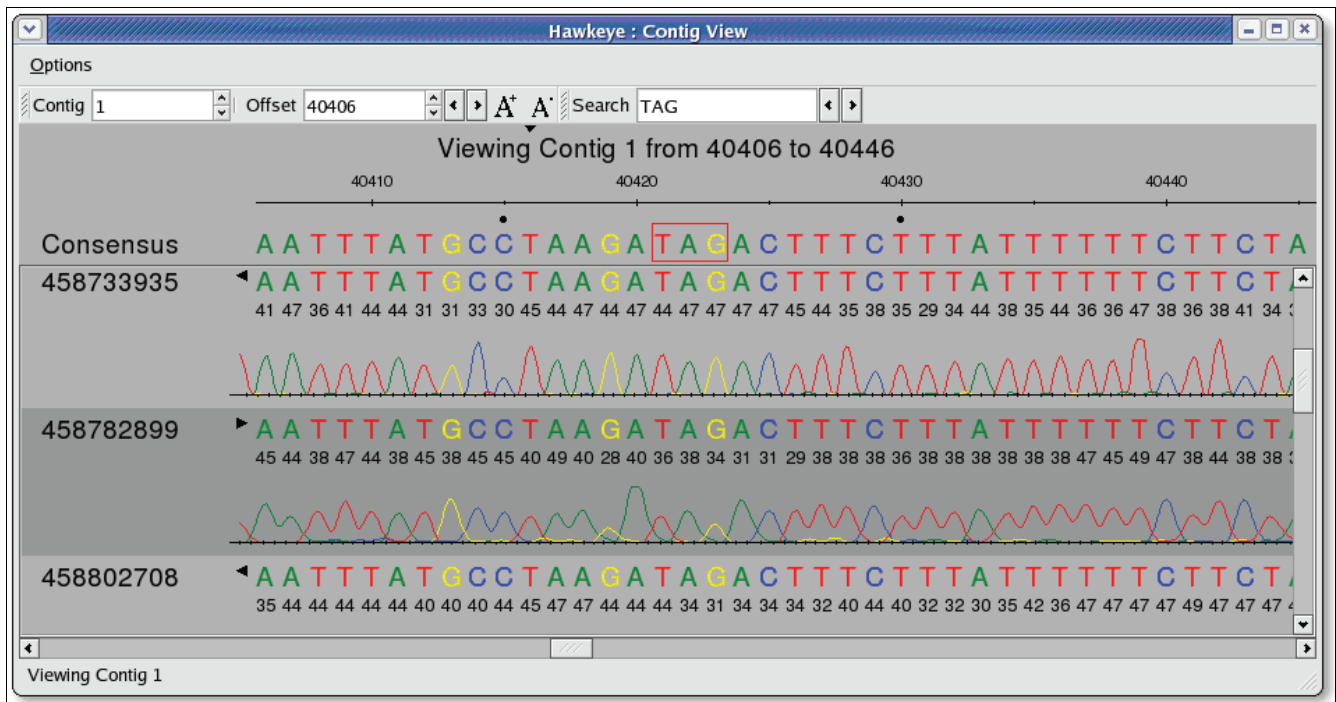 Hawkeye : Contig View
Options
Contig 1 Offset 40406 A+ A- Search TAG
Viewing Contig 1 from 40406 to 40446
40410 40420 40430 40440
Consensus A A T T T A T G C C T A A G A T A G A C T T T C T T T A T T T T T T C T T C T A
458733935 A A T T T A T G C C T A A G A T A G A C T T T C T T T A T T T T T T C T T C T
41 47 36 41 44 44 31 31 33 30 45 44 47 44 47 44 47 47 47 47 45 44 35 38 35 29 34 44 38 35 44 36 36 47 38 36 38 41 34
458782899 A A T T T A T G C C T A A G A T A G A C T T T C T T T A T T T T T T C T T C T
45 44 38 47 44 38 45 38 45 45 40 49 40 28 40 36 38 34 31 31 29 38 38 38 36 38 38 38 38 38 38 38 47 45 49 47 38 44 38 38
458802708 A A T T T A T G C C T A A G A T A G A C T T T C T T T A T T T T T T C T T C T
35 44 44 44 44 44 40 40 40 44 45 47 47 44 44 44 34 31 34 34 34 32 40 44 40 32 32 30 35 42 36 47 47 47 47 49 47 47 47
Viewing Contig 1